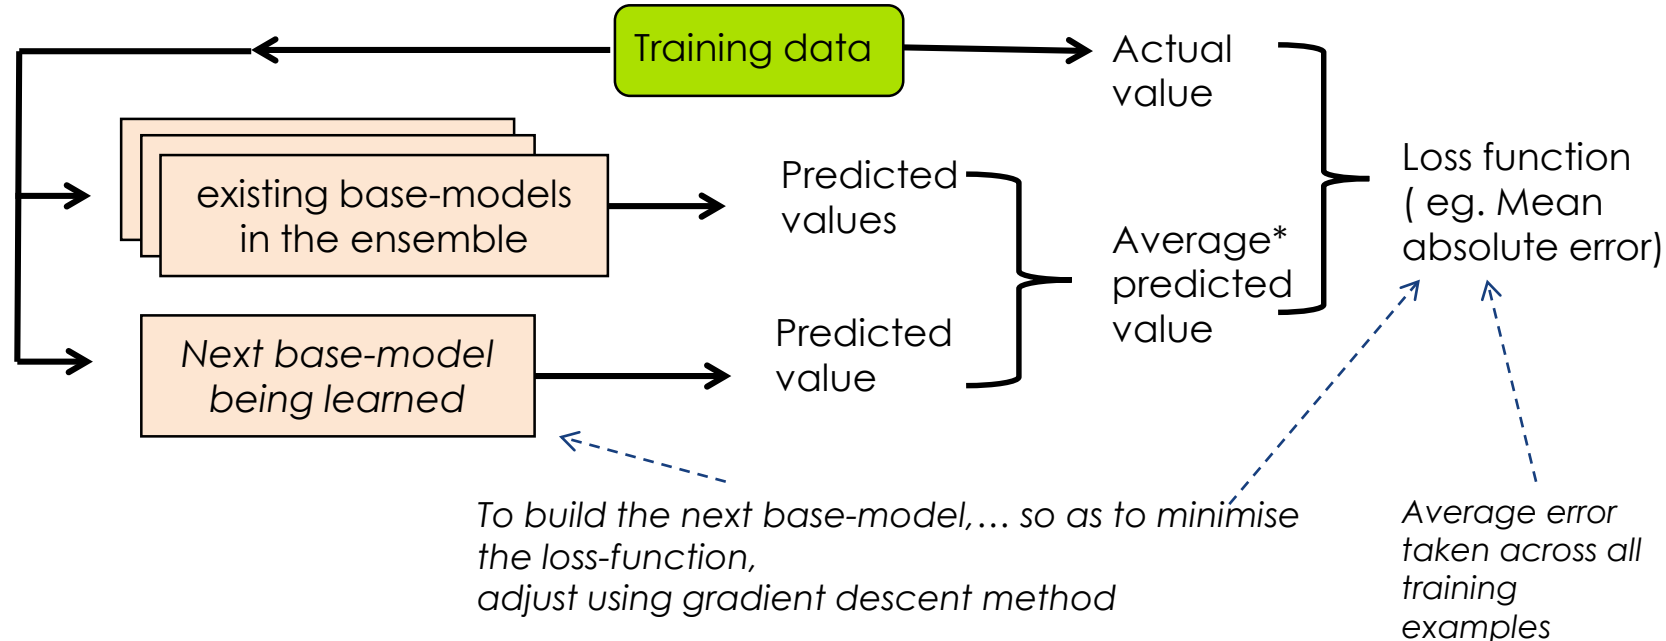 Training data
Actual
value
existing base-models
in the ensemble
Predicted
values
Next base-model
being learned
Predicted
value
Average*
predicted
value
Loss function
( eg. Mean
absolute error)
To build the next base-model,… so as to minimise
the loss-function,
adjust using gradient descent method
Average error
taken across all
training
examples